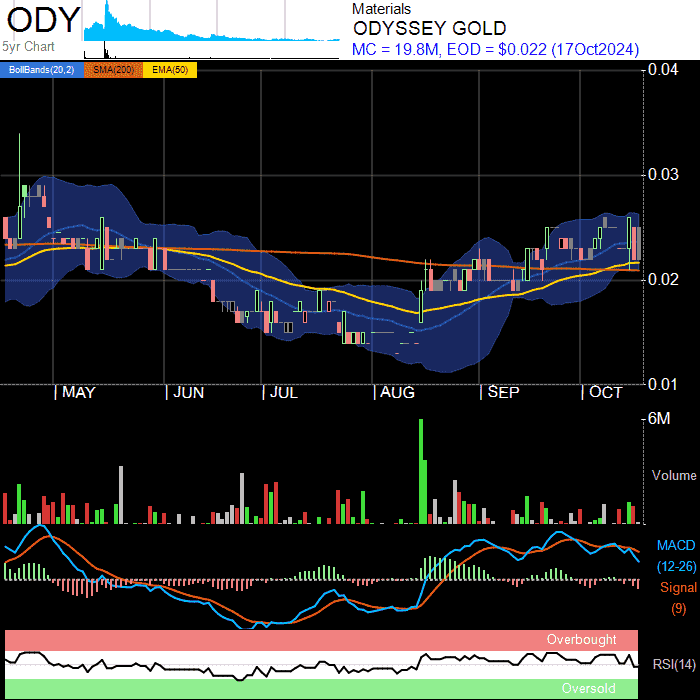 ODY
5yr Chart
Materials
ODYSSEY GOLD
MC = 19.8M, EOD = $0.022 (17Oct2024)
BollBands(20,2) SMA(200) EMA(50)
0.04
0.03
0.02
0.01
MAY JUN JUL AUG SEP OCT
6M
Volume
MACD
(12-26)
Signal
(9)
Overbought
RSI(14)
Oversold